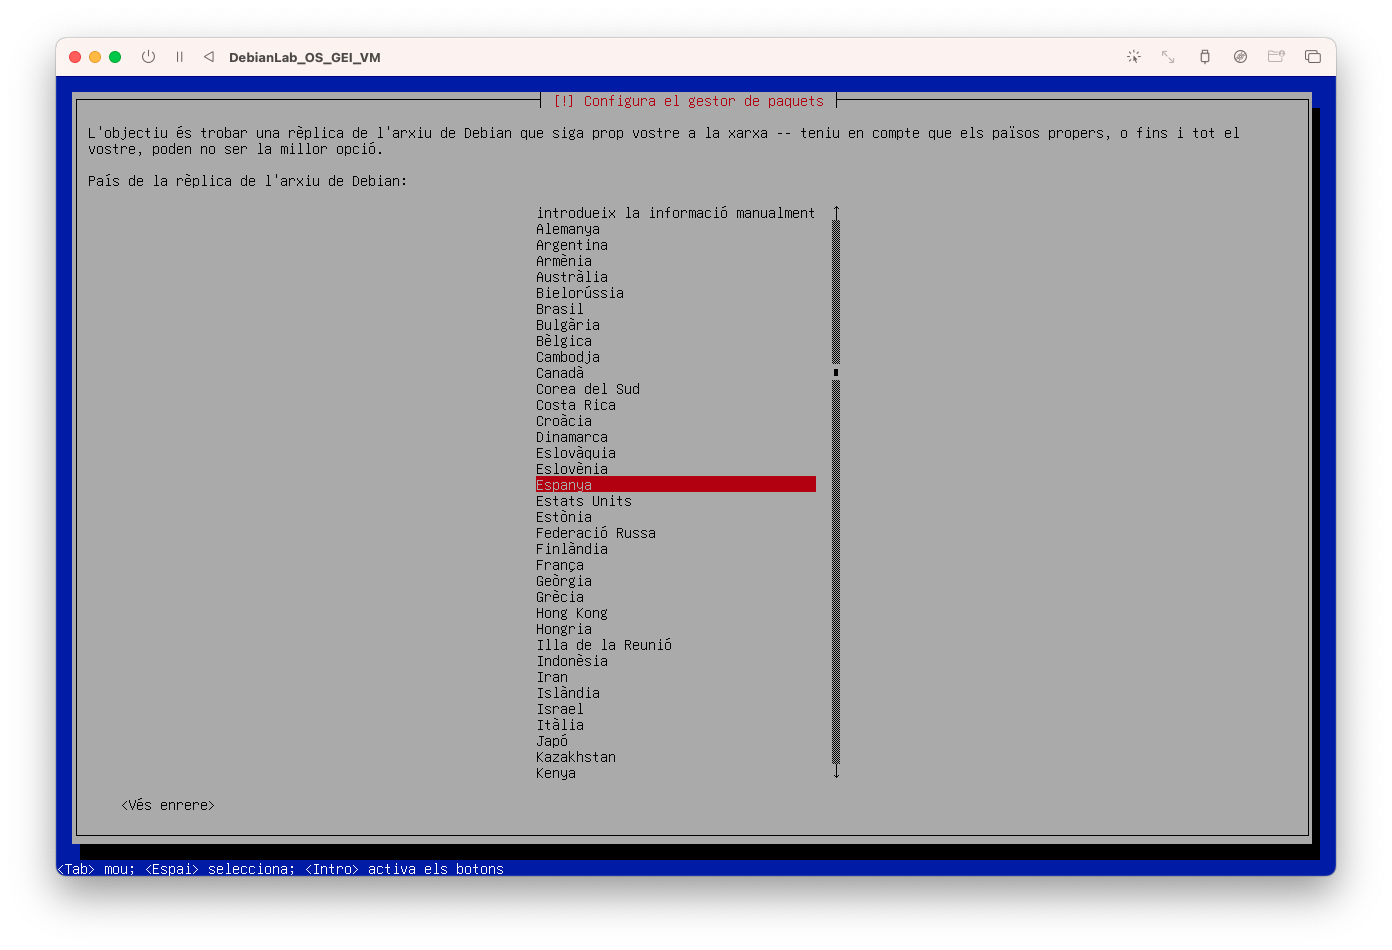 DebianLab_OS_GEI_VM
[!] Configura el gestor de paquets
L'objectiu és trobar una rèplica de l'arxiu de Debian que siga prop vostre a la xarxa -- teniu en compte que els països propers, o fins i tot el
vostre, poden no ser la millor opció.
País de la rèplica de l'arxiu de Debian:
introdueix la informació manualment
Alemanya
Argentina
Armènia
Austràlia
Bielorússia
Brasil
Bulgària
Bèlgica
Cambodja
Canadà
Corea del Sud
Costa Rica
Croàcia
Dinamarca
Eslovàquia
Eslovènia
Espanya
Estats Units
Estònia
Federació Russa
Finlàndia
França
Geòrgia
Grècia
Hong Kong
Hongria
Illa de la Reunió
Indonèsia
Iran
Islàndia
Israel
Itàlia
Japó
Kazakhstan
Kenya
<Vés enrere>
<Tab> mou; <Espai> selecciona; <Intro> activa els botons